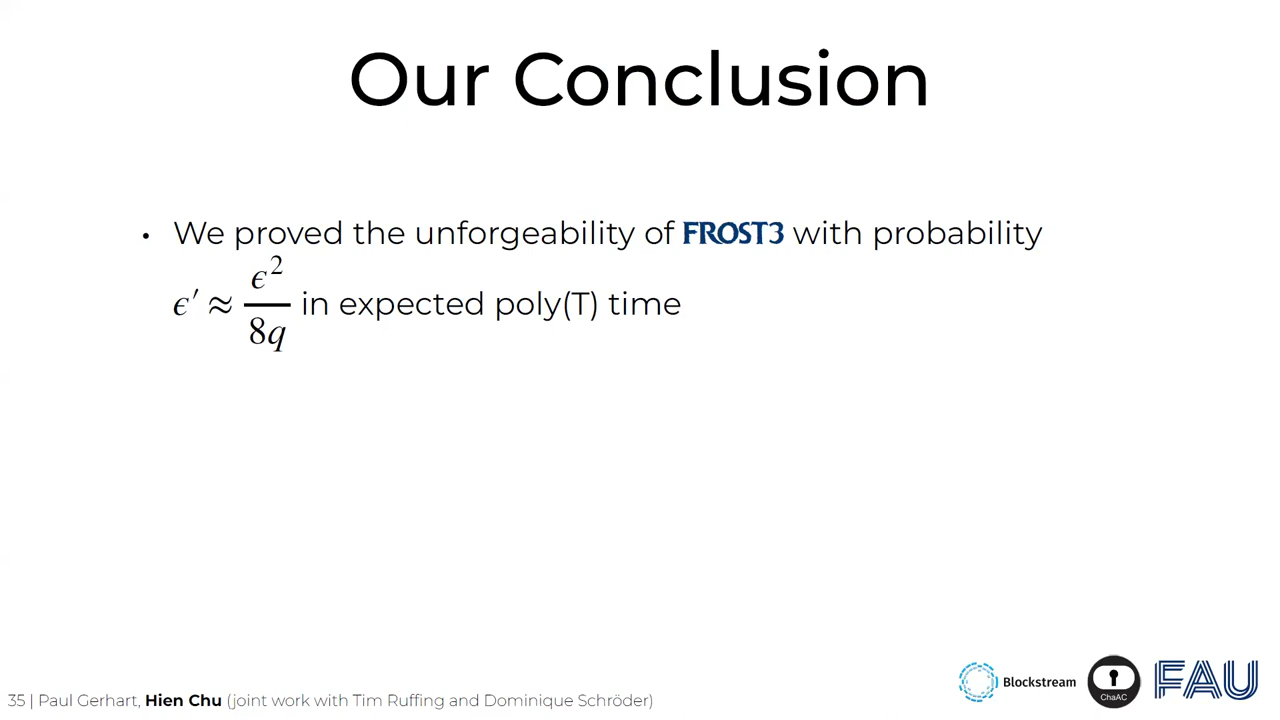 Our Conclusion
• We proved the unforgeability of FROST3 with probability
ϵ′ ≈ ϵ²/8q in expected poly(T) time
35 | Paul Gerhart, Hien Chu (joint work with Tim Ruffing and Dominique Schröder)
Blockstream
ChaAC
FAU